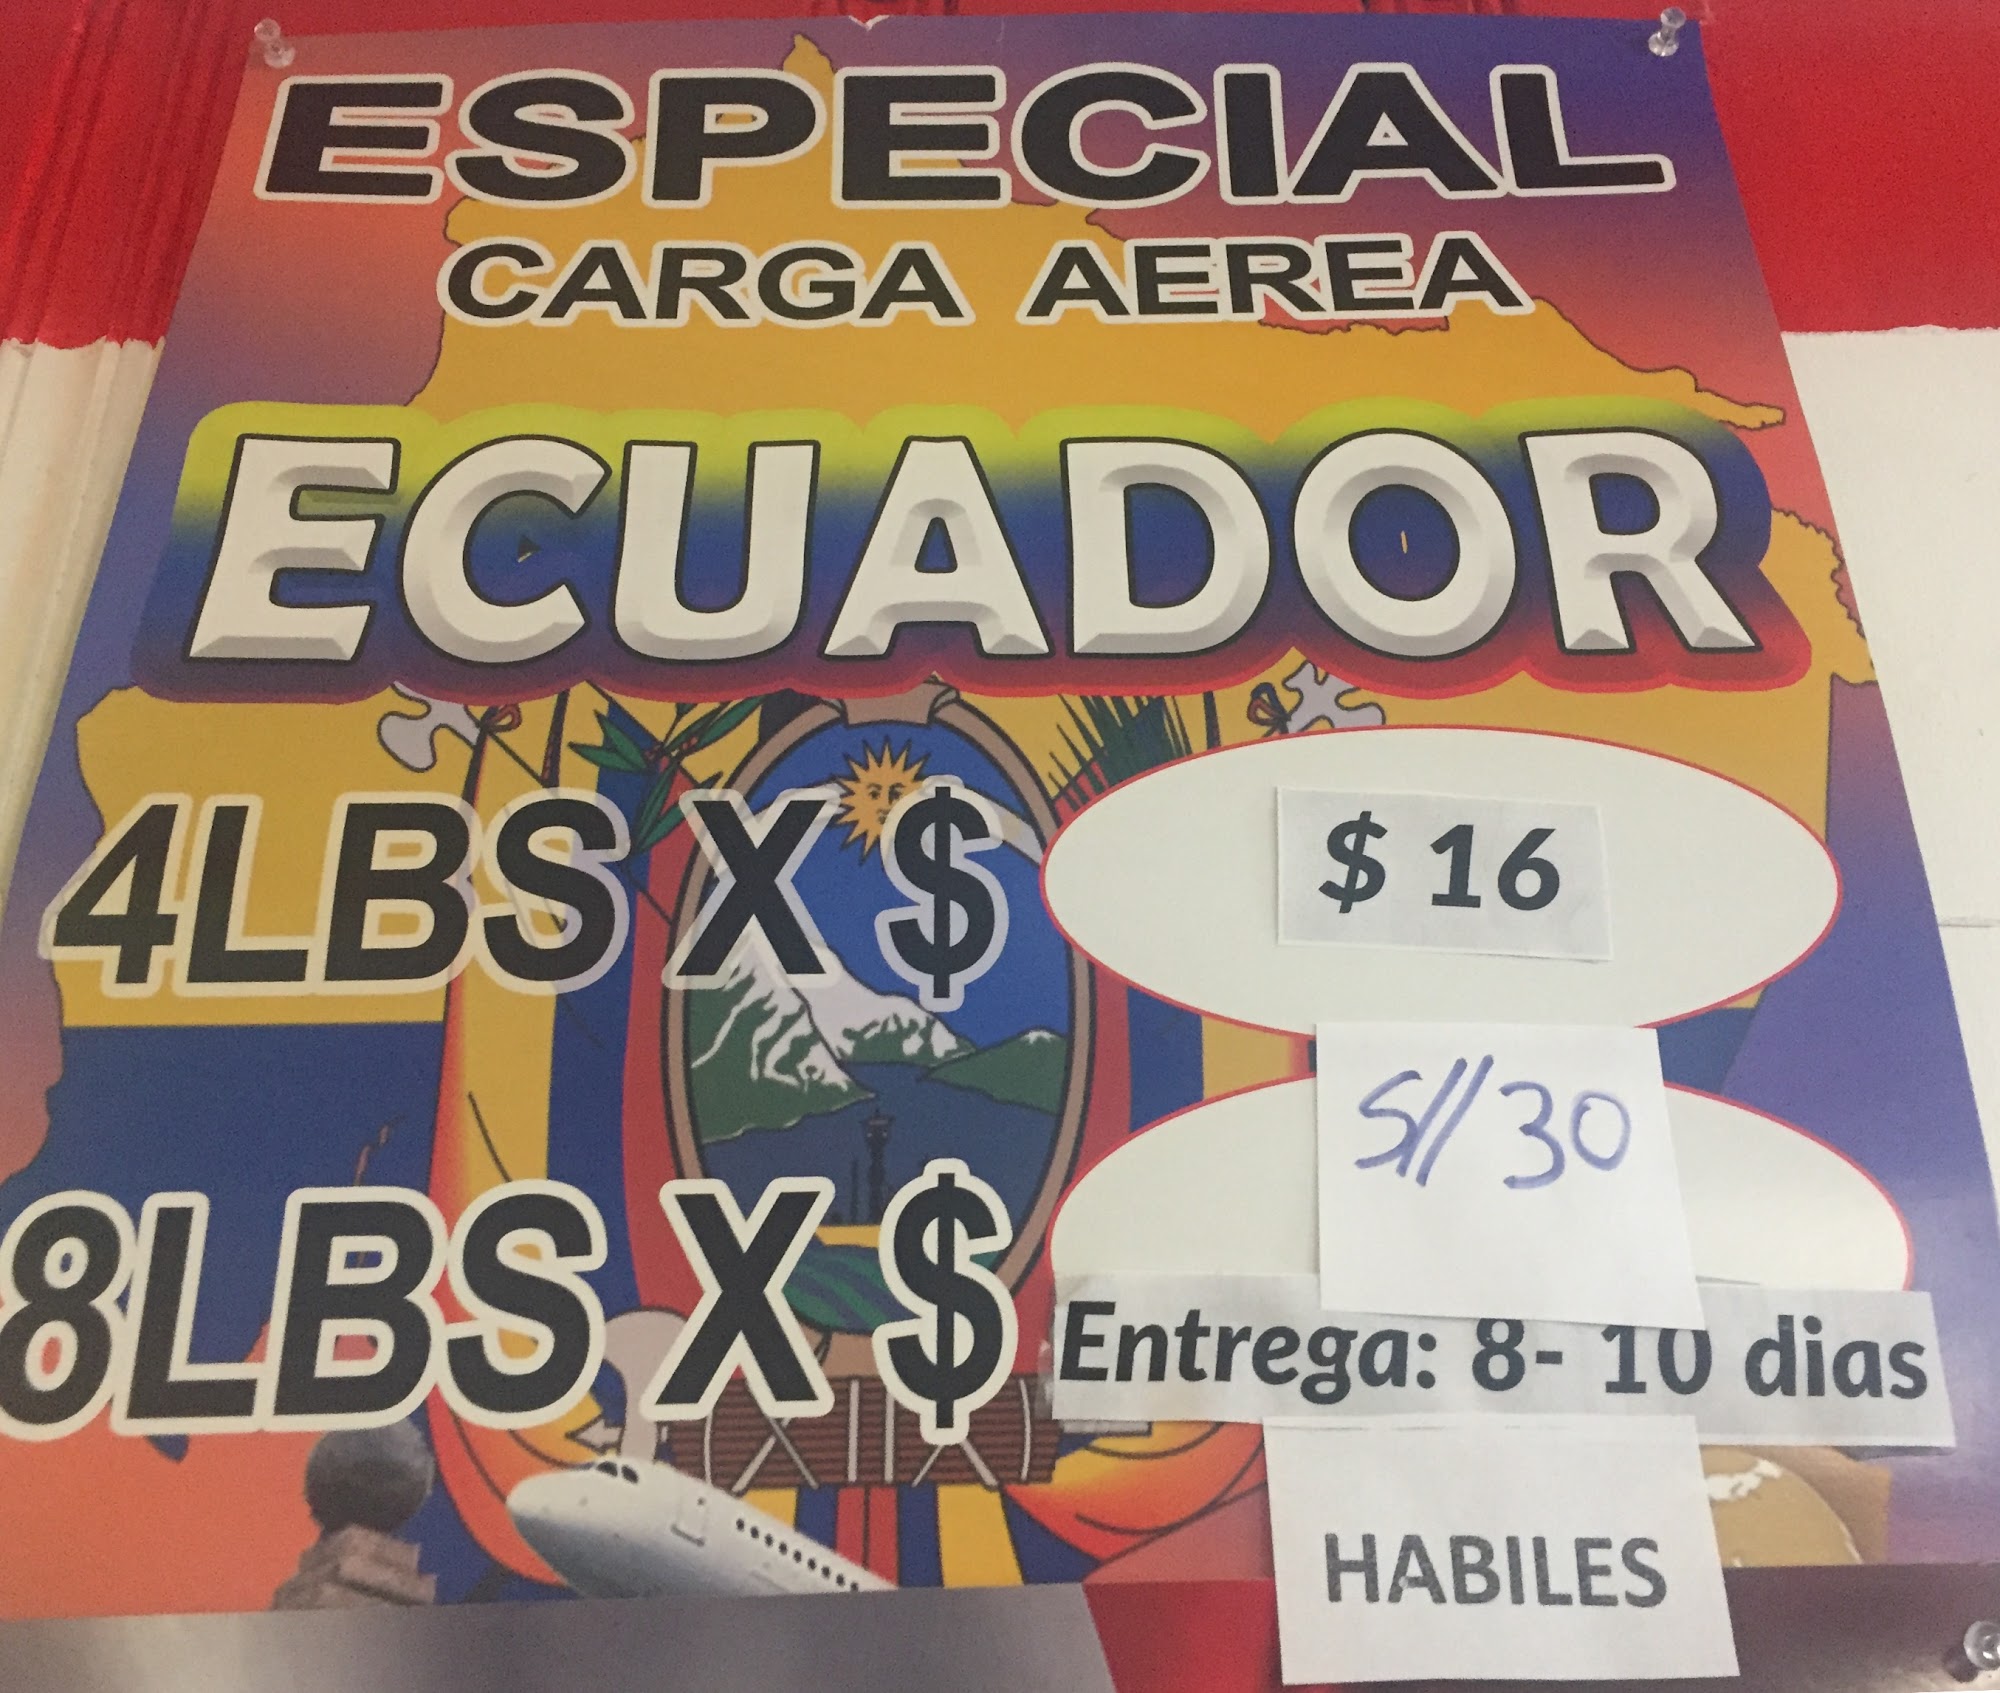 ESPECIAL
CARGA AEREA
ECUADOR
4LBS X $ $ 16
8LBS X $ S// 30
Entrega: 8- 10 dias
HABILES